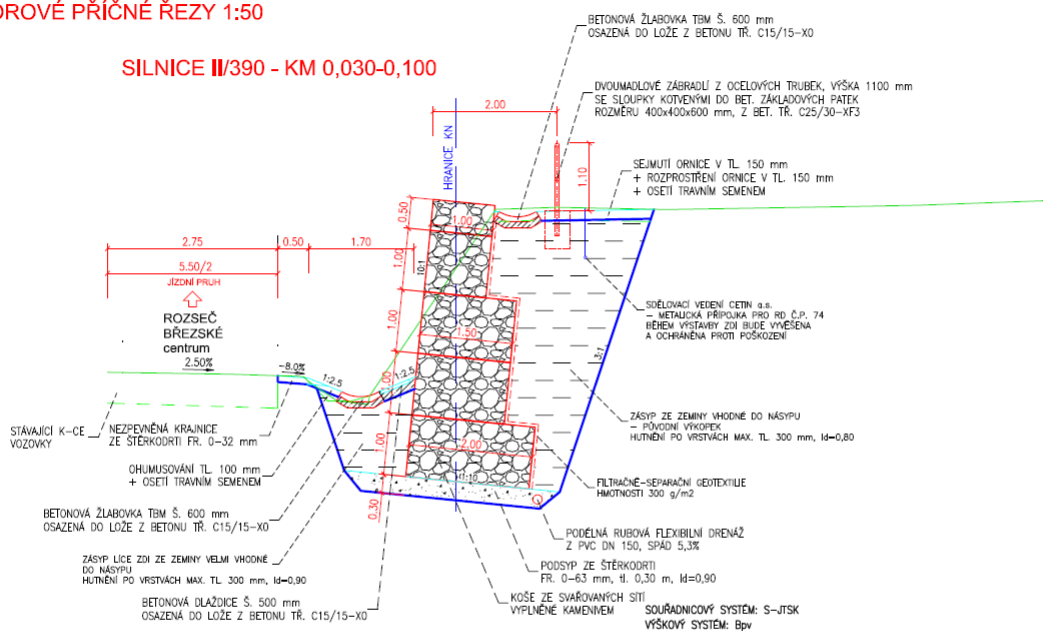 OROVÉ PŘÍČNÉ ŘEZY 1:50
SILNICE II/390 - KM 0,030-0,100
BETONOVÁ ŽLABOVKA TBM Š. 600 mm
OSAZENÁ DO LOŽE Z BETONU TŘ. C15/15-X0
DVOUMADLOVÉ ZÁBRADLÍ Z OCELOVÝCH TRUBEK, VÝŠKA 1100 mm
SE SLOUPKY KOTVENÝMI DO BET. ZÁKLADOVÝCH PATEK
ROZMĚRU 400x400x600 mm, Z BET. TŘ. C25/30-XF3
2.00
HRANICE KN
1.10
SEJMUTÍ ORNICE V TL. 150 mm
+ ROZPROSTŘENÍ ORNICE V TL. 150 mm
+ OSETÍ TRAVNÍM SEMENEM
0.50
1.00
2.75
0.50
1.70
1.00
10:1
5.50/2
JÍZDNÍ PRUH
ROZSEČ
BŘEZSKÉ
centrum
2.50%
SDĚLOVACÍ VEDENÍ CETIN a.s.
- METALICKÁ PŘÍPOJKA PRO RD Č.P. 74
BĚHEM VÝSTAVBY ZDI BUDE VYVĚŠENA
A OCHRÁNĚNA PROTI POŠKOZENÍ
1.00
1.50
3:1
-8.0%
1:2.5
1:2.5
1.00
STÁVAJÍCÍ K-CE
VOZOVKY
NEZPEVNĚNÁ KRAJNICE
ZE ŠTĚRKODRTI FR. 0-32 mm
ZÁSYP ZE ZEMINY VHODNÉ DO NÁSYPU
- PŮVODNÍ VÝKOPEK
HUTNĚNÍ PO VRSTVÁCH MAX. TL. 300 mm, Id=0,80
1.00
2.00
OHUMUSOVÁNÍ TL. 100 mm
+ OSETÍ TRAVNÍM SEMENEM
1:10
FILTRAČNĚ-SEPARAČNÍ GEOTEXTILIE
HMOTNOSTI 300 g/m2
0.30
BETONOVÁ ŽLABOVKA TBM Š. 600 mm
OSAZENÁ DO LOŽE Z BETONU TŘ. C15/15-X0
PODÉLNÁ RUBOVÁ FLEXIBILNÍ DRENÁŽ
Z PVC DN 150, SPÁD 5,3%
ZÁSYP LÍCE ZDI ZE ZEMINY VELMI VHODNÉ
DO NÁSYPU
HUTNĚNÍ PO VRSTVÁCH MAX. TL. 300 mm, Id=0,90
PODSYP ZE ŠTĚRKODRTI
FR. 0-63 mm, tl. 0,30 m, Id=0,90
BETONOVÁ DLAŽDICE Š. 500 mm
OSAZENÁ DO LOŽE Z BETONU TŘ. C15/15-X0
KOŠE ZE SVAŘOVANÝCH SÍTÍ
VYPLNĚNÉ KAMENIVEM
SOUŘADNICOVÝ SYSTÉM: S-JTSK
VÝŠKOVÝ SYSTÉM: Bpv